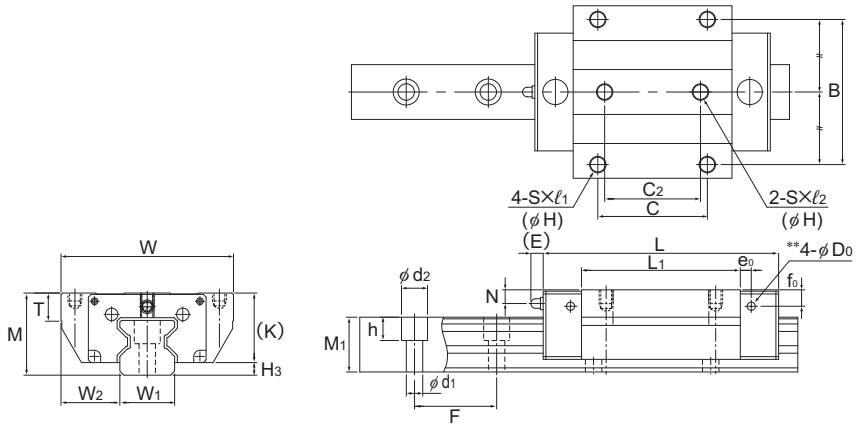 B
4-S×ℓ1
(φH)
C2
C
2-S×ℓ2
(φH)
W
(E)
L
L1
e0
**4-φD0
f0
φd2
N
T
M
(K)
h
M1
H3
W2
W1
φd1
F